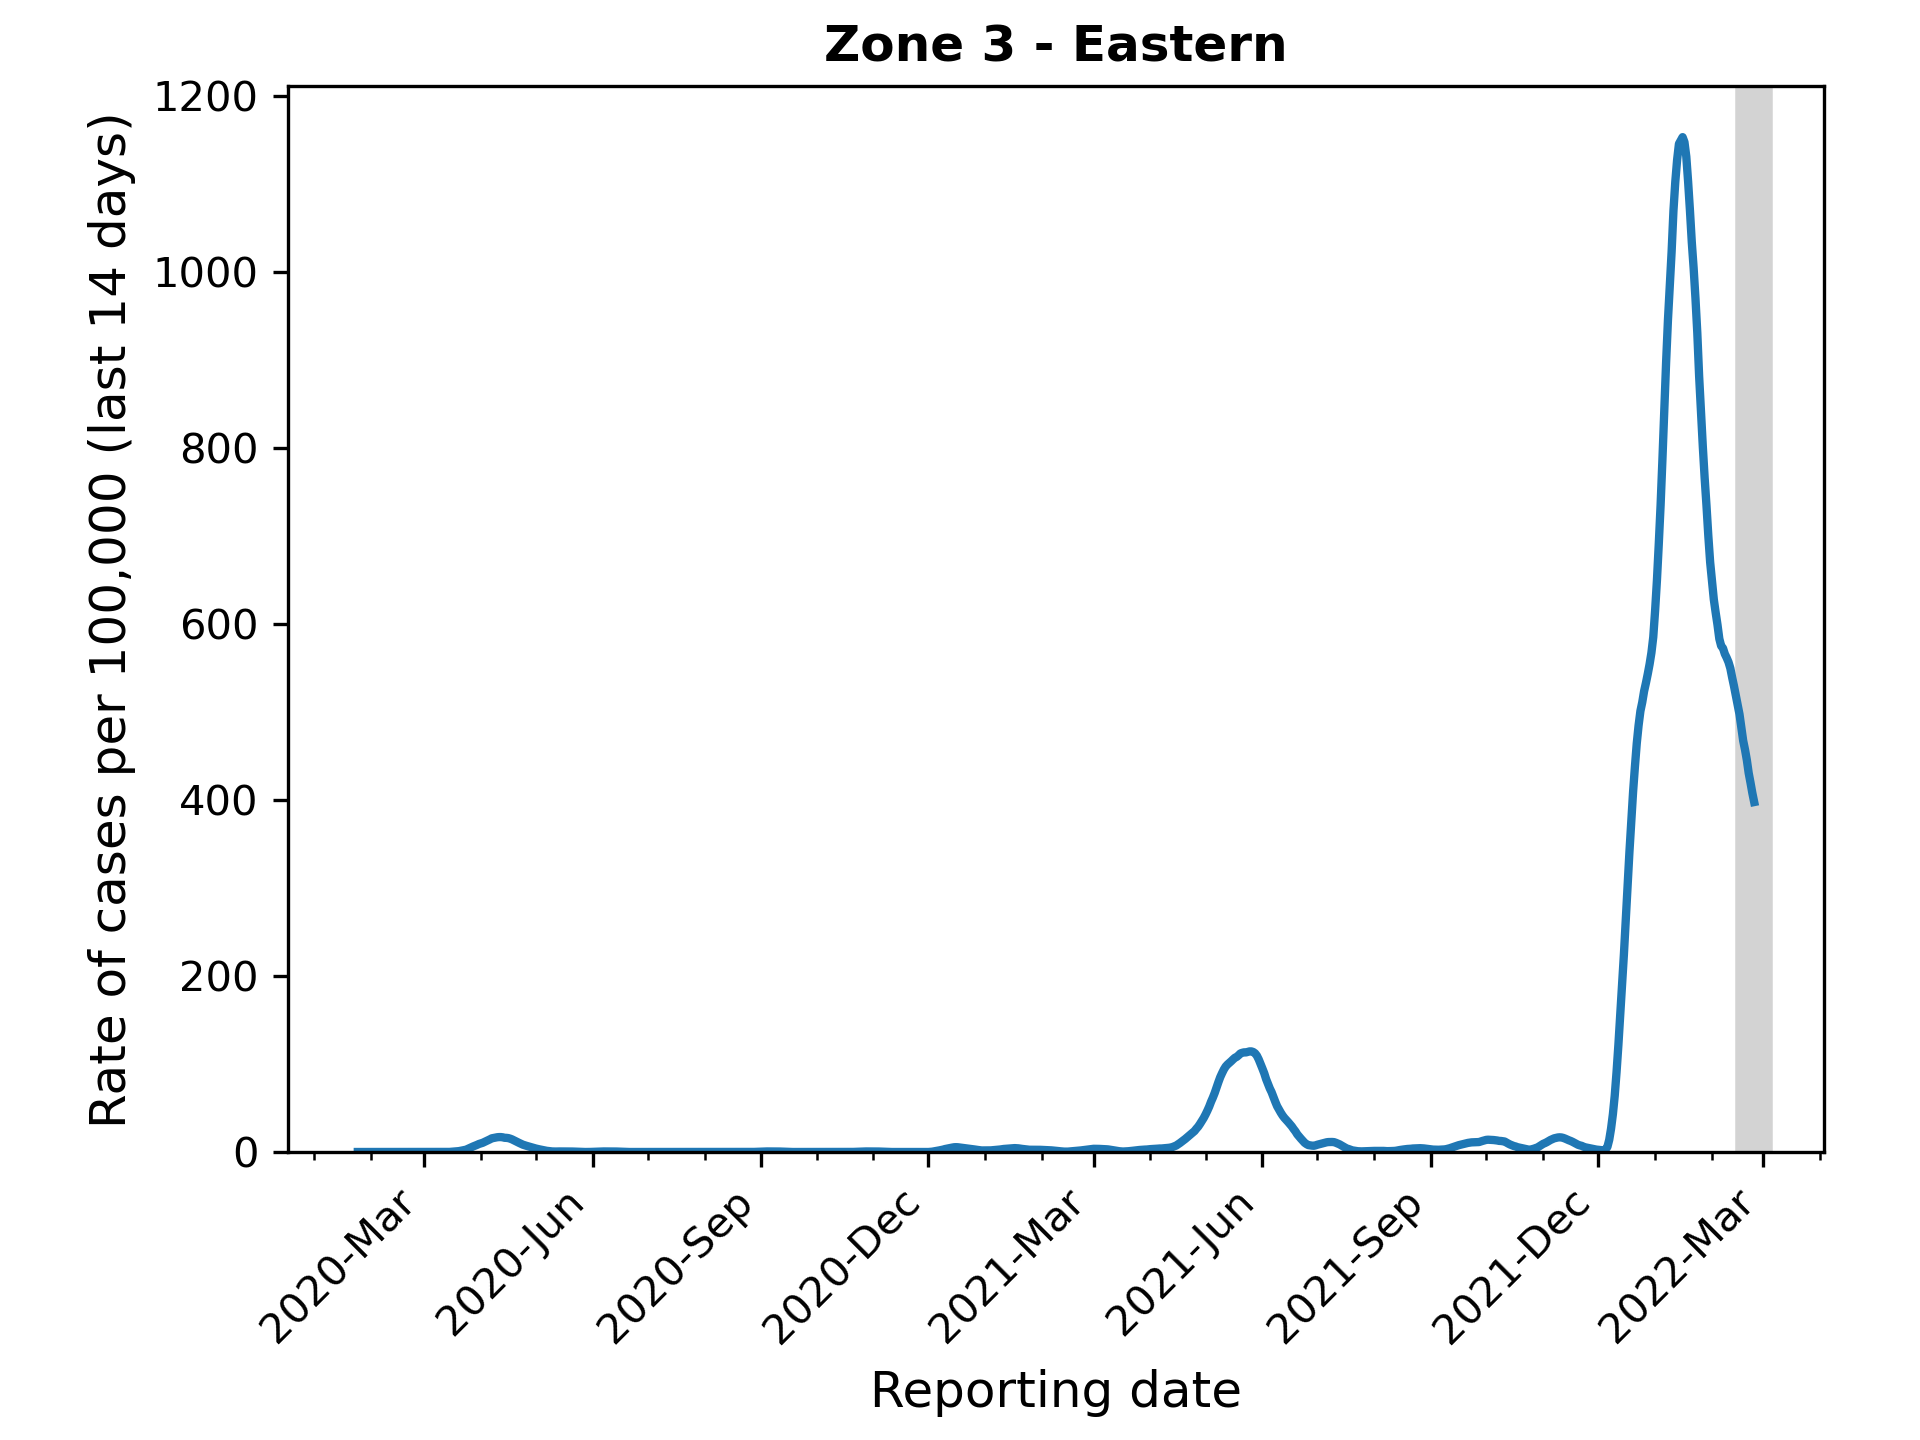 Zone 3 - Eastern
Rate of cases per 100,000 (last 14 days)
1200
1000
800
600
400
200
0
2020-Mar
2020-Jun
2020-Sep
2020-Dec
2021-Mar
2021-Jun
2021-Sep
2021-Dec
2022-Mar
Reporting date